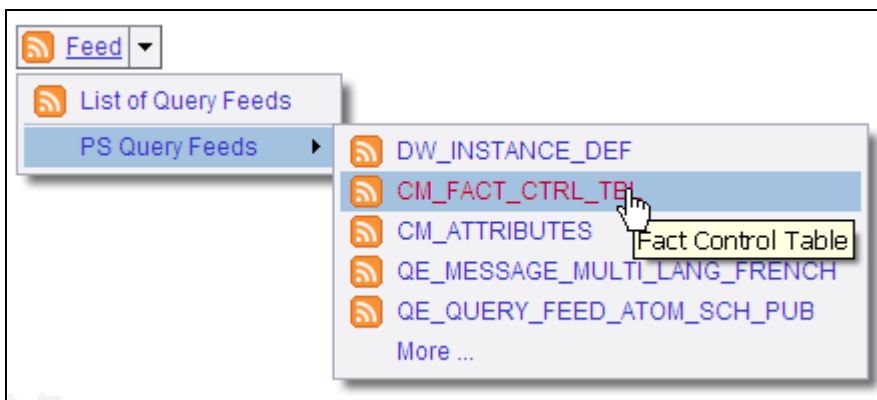 Feed
List of Query Feeds
PS Query Feeds
DW_INSTANCE_DEF
CM_FACT_CTRL_TBL
CM_ATTRIBUTES
Fact Control Table
QE_MESSAGE_MULTI_LANG_FRENCH
QE_QUERY_FEED_ATOM_SCH_PUB
More ...